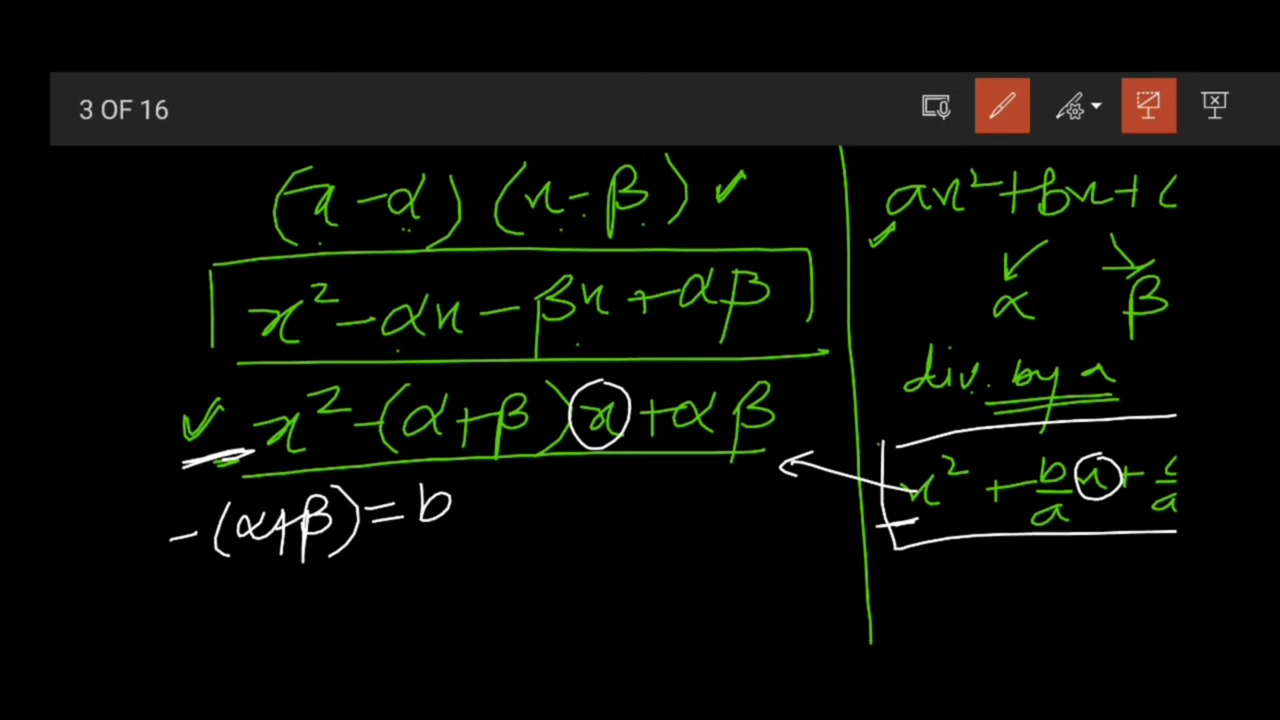 3 OF 16
(x - α) (x - β) ✓
x² - αx - βx + αβ
✓ x² - (α+β)x + αβ
-(α+β) = b
ax² + bx + c
α β
div. by a
x² + b/a x + c/a